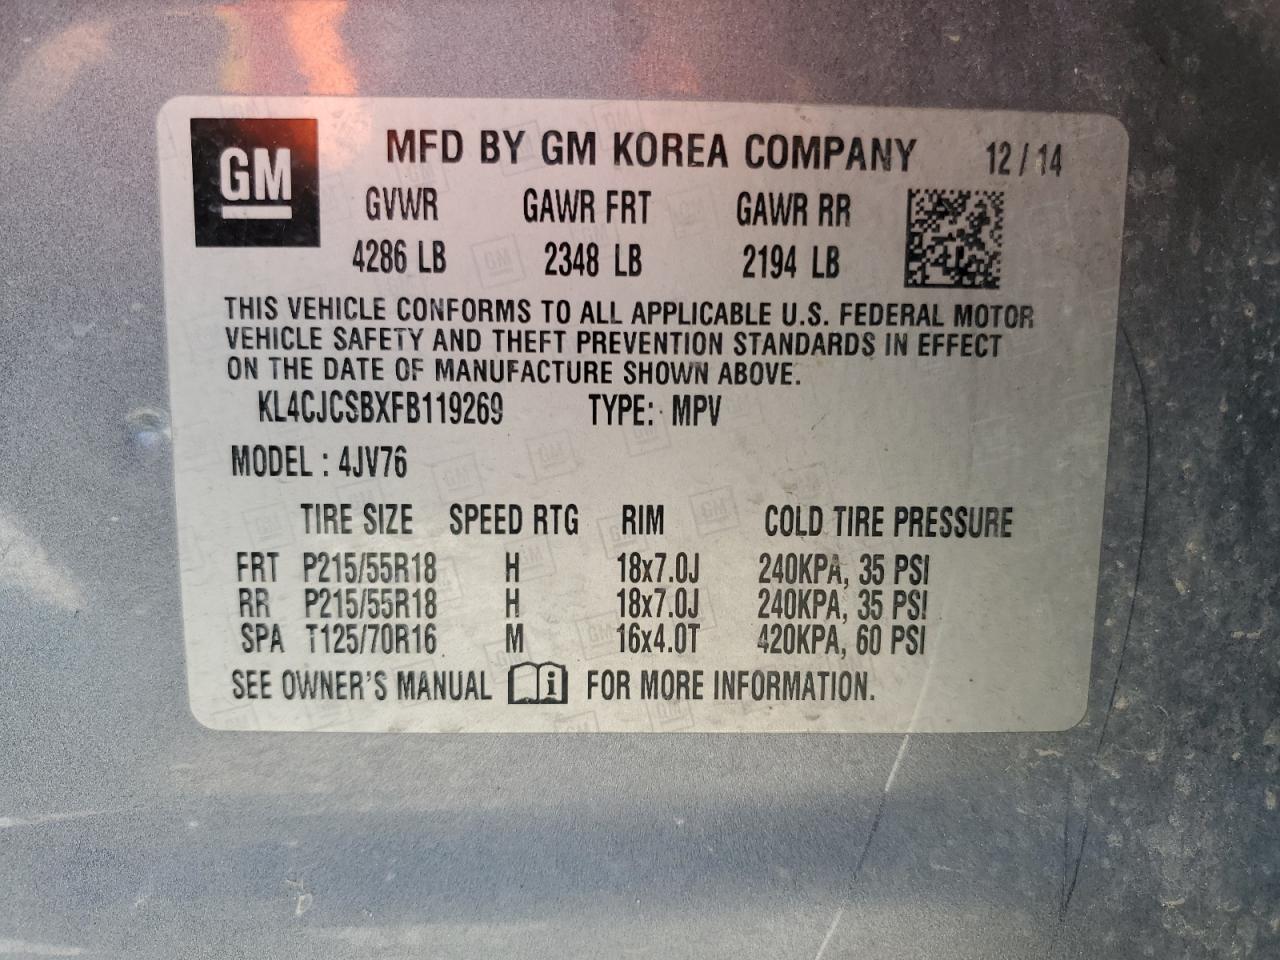 GM MFD BY GM KOREA COMPANY 12/14
GVWR GAWR FRT GAWR RR
4286 LB 2348 LB 2194 LB
THIS VEHICLE CONFORMS TO ALL APPLICABLE U.S. FEDERAL MOTOR
VEHICLE SAFETY AND THEFT PREVENTION STANDARDS IN EFFECT
ON THE DATE OF MANUFACTURE SHOWN ABOVE.
KL4CJCSBXFB119269 TYPE: MPV
MODEL : 4JV76
TIRE SIZE SPEED RTG RIM COLD TIRE PRESSURE
FRT P215/55R18 H 18x7.0J 240KPA, 35 PSI
RR P215/55R18 H 18x7.0J 240KPA, 35 PSI
SPA T125/70R16 M 16x4.0T 420KPA, 60 PSI
SEE OWNER'S MANUAL i FOR MORE INFORMATION.